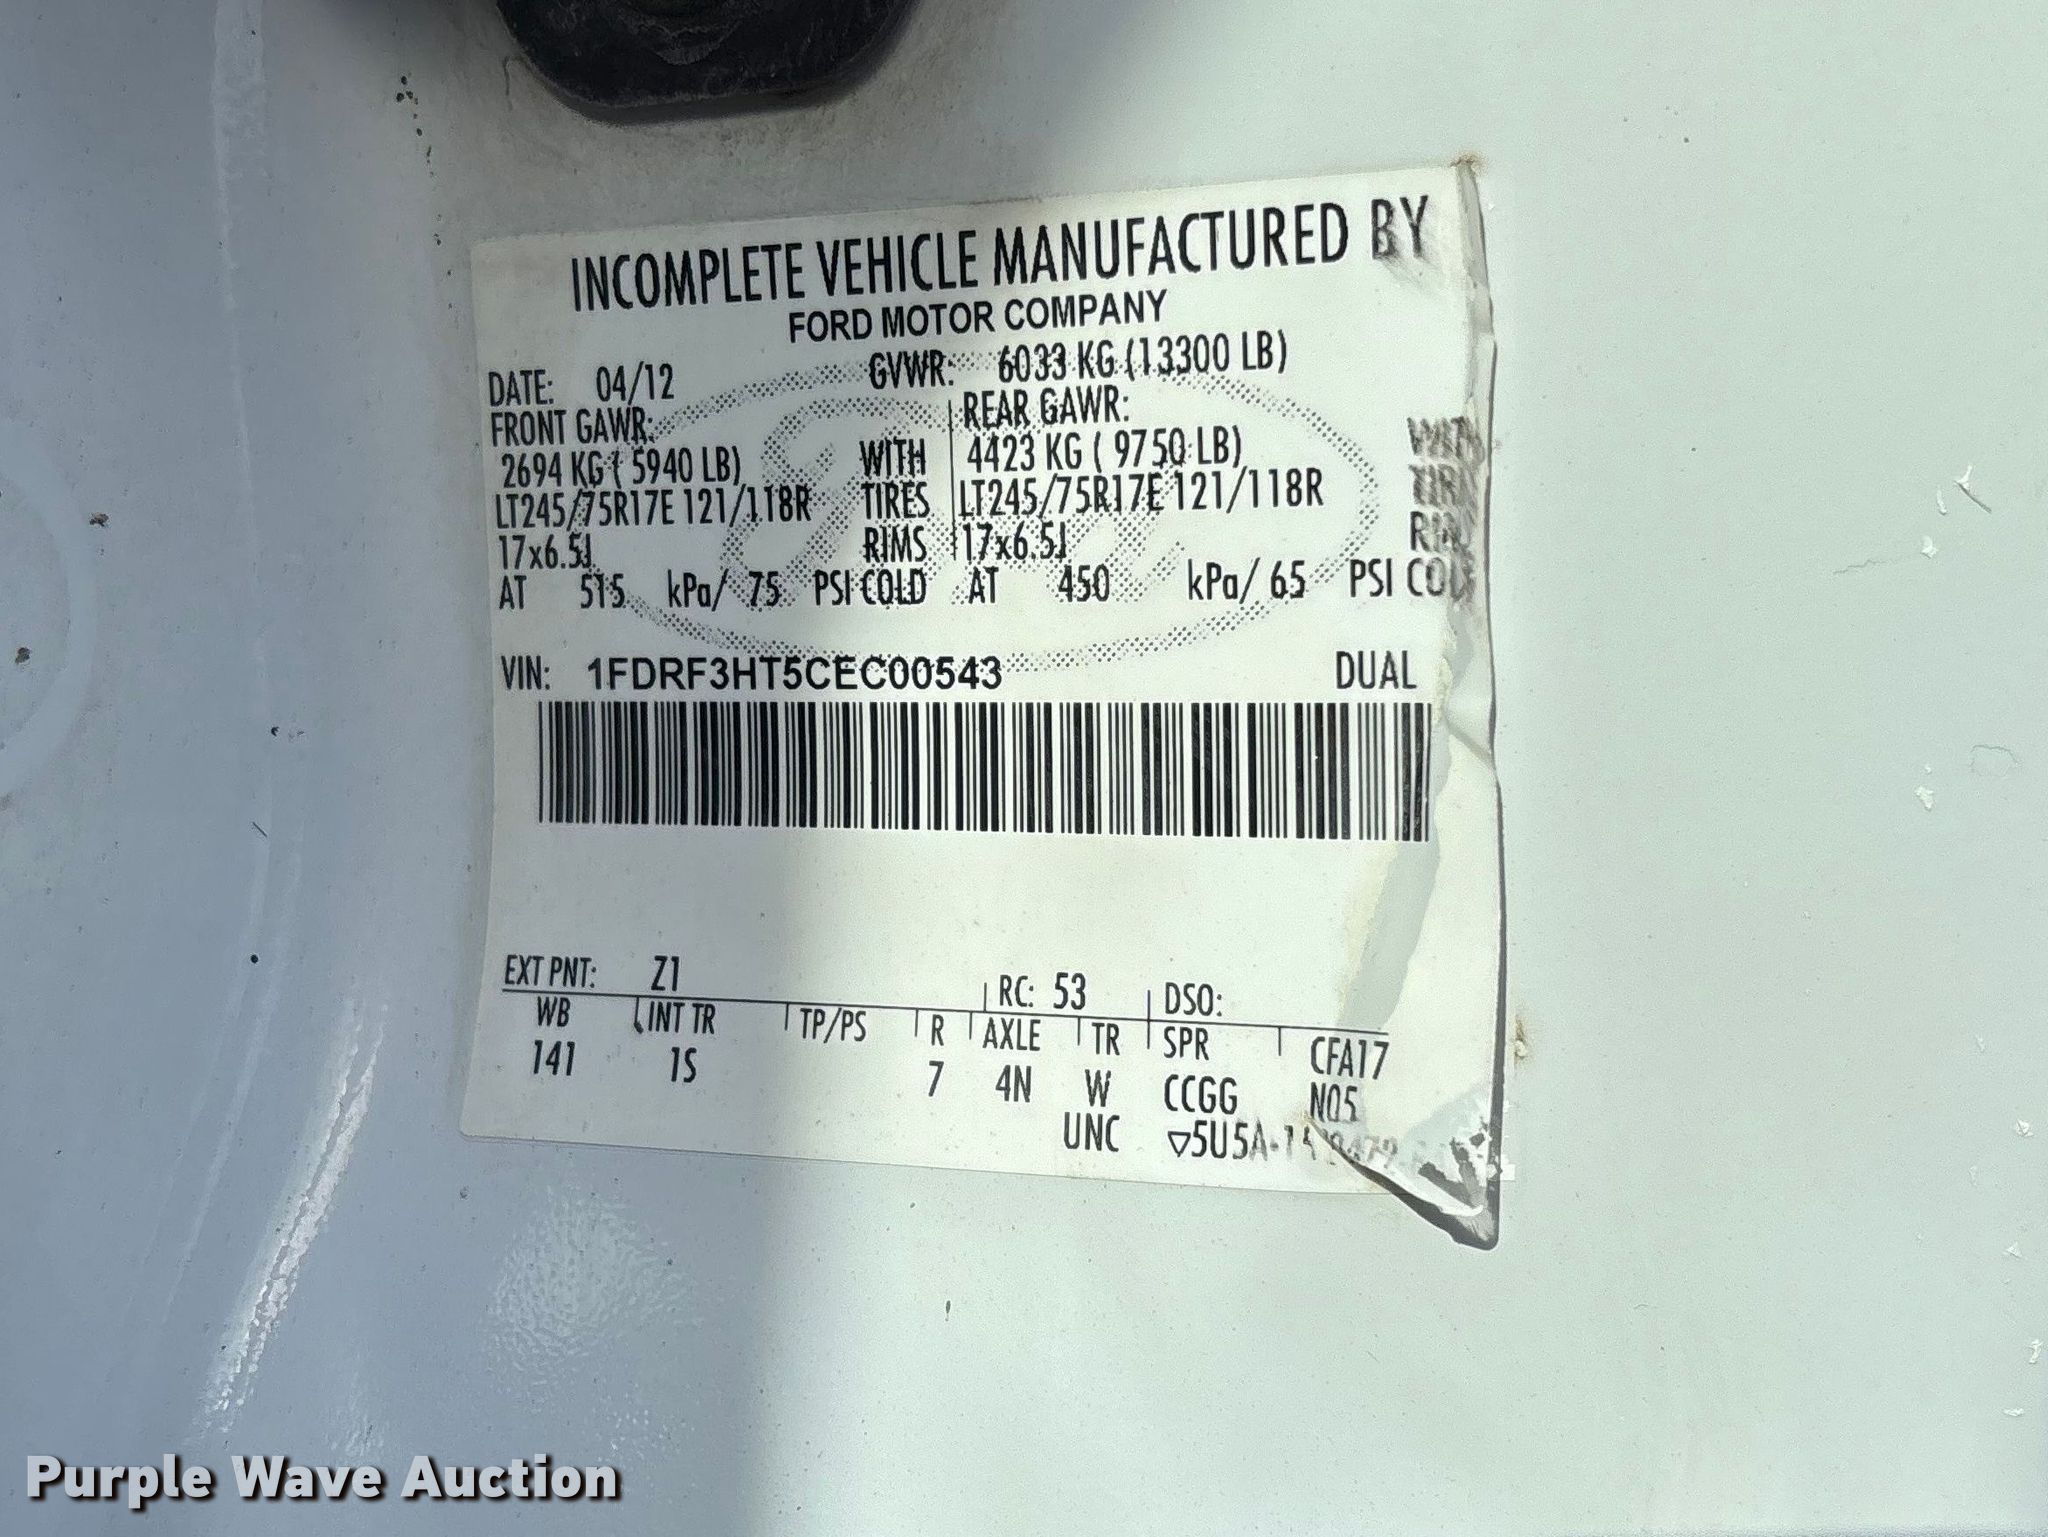 INCOMPLETE VEHICLE MANUFACTURED BY
FORD MOTOR COMPANY
DATE: 04/12 GVWR: 6033 KG (13300 LB)
FRONT GAWR: REAR GAWR:
2694 KG ( 5940 LB) WITH 4423 KG ( 9750 LB) WITH
LT245/75R17E 121/118R TIRES LT245/75R17E 121/118R
17x6.5J RIMS 17x6.5J
AT 515 kPa/ 75 PSI COLD AT 450 kPa/ 65 PSI COLD
VIN: 1FDRF3HT5CEC00543 DUAL
EXT PNT: Z1 RC: 53 DSO:
WB INT TR TP/PS R AXLE TR SPR CFA17
141 1S 7 4N W CCGG N05
UNC
Purple Wave Auction